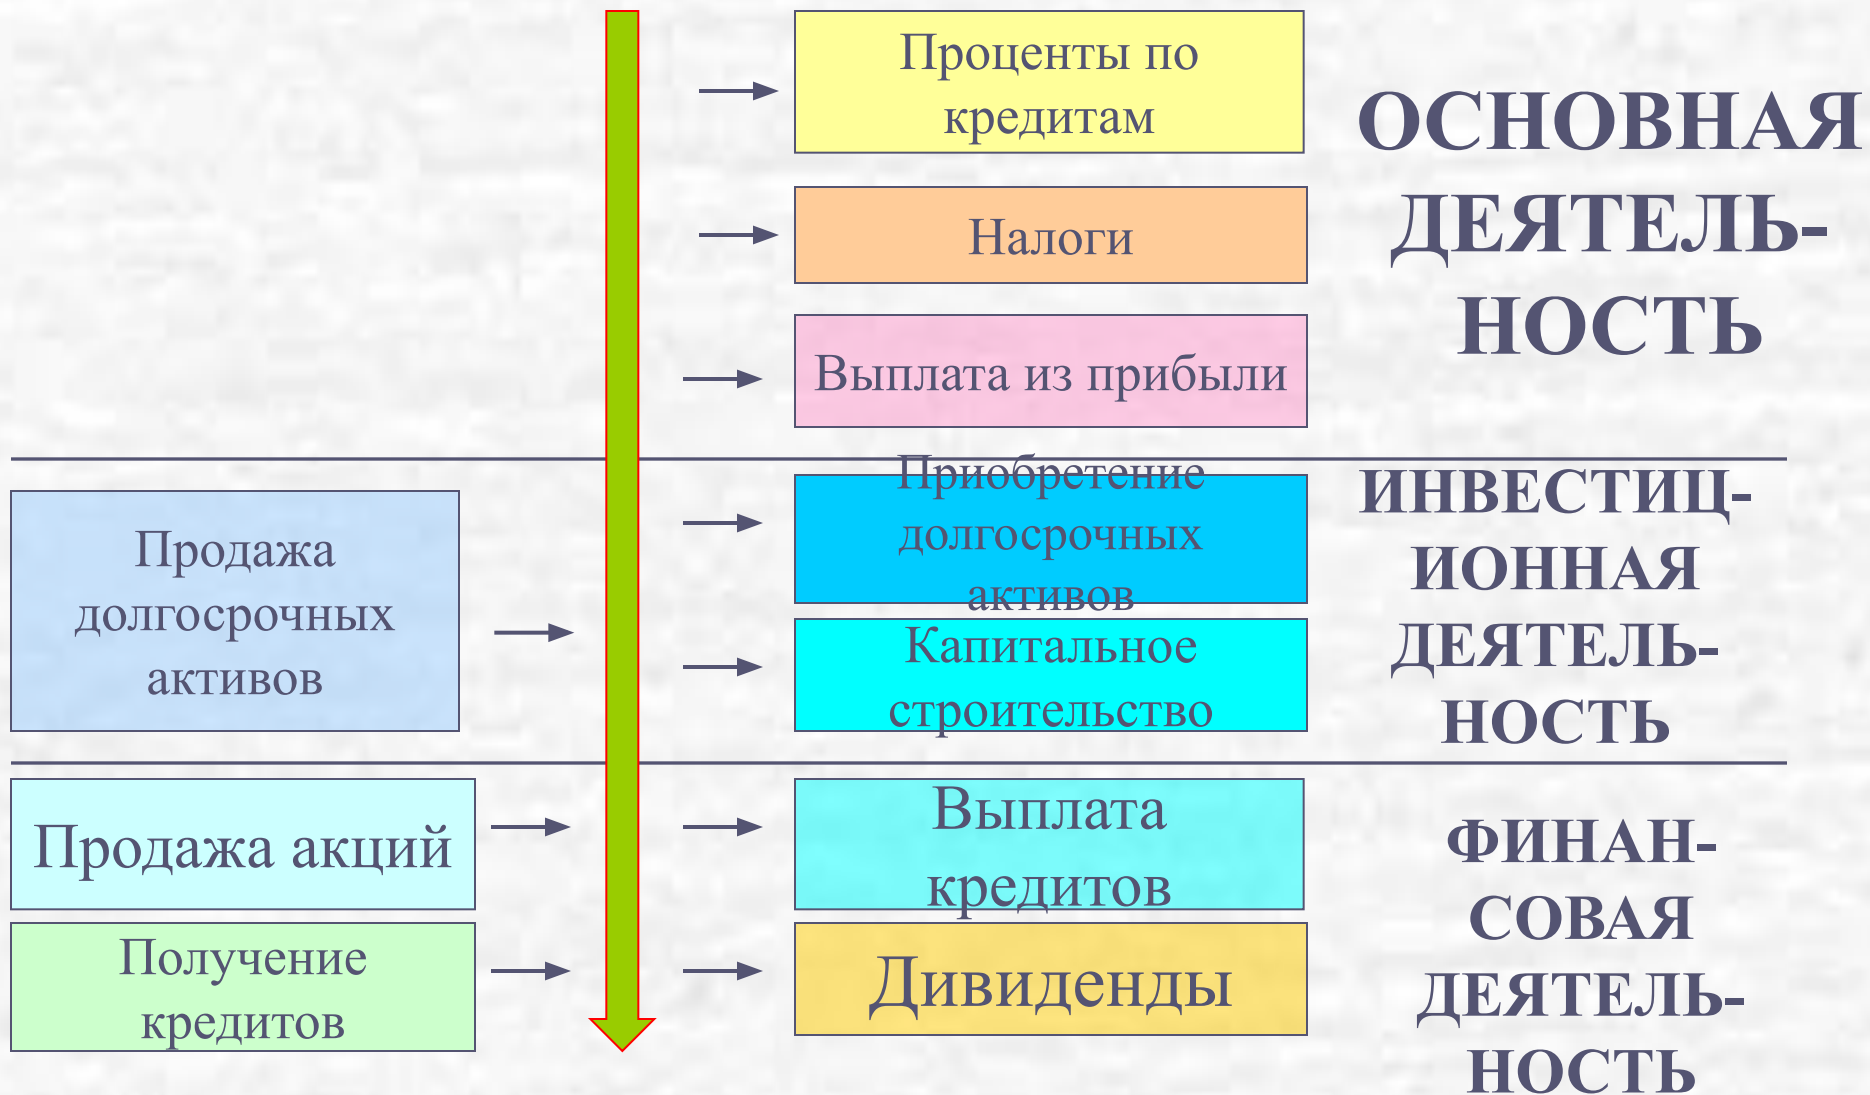 Проценты по
кредитам
Налоги
Выплата из прибыли
ОСНОВНАЯ
ДЕЯТЕЛЬ-
НОСТЬ
Продажа
долгосрочных
активов
Приобретение
долгосрочных
активов
Капитальное
строительство
ИНВЕСТИЦ-
ИОННАЯ
ДЕЯТЕЛЬ-
НОСТЬ
Продажа акций
Получение
кредитов
Выплата
кредитов
Дивиденды
ФИНАН-
СОВАЯ
ДЕЯТЕЛЬ-
НОСТЬ